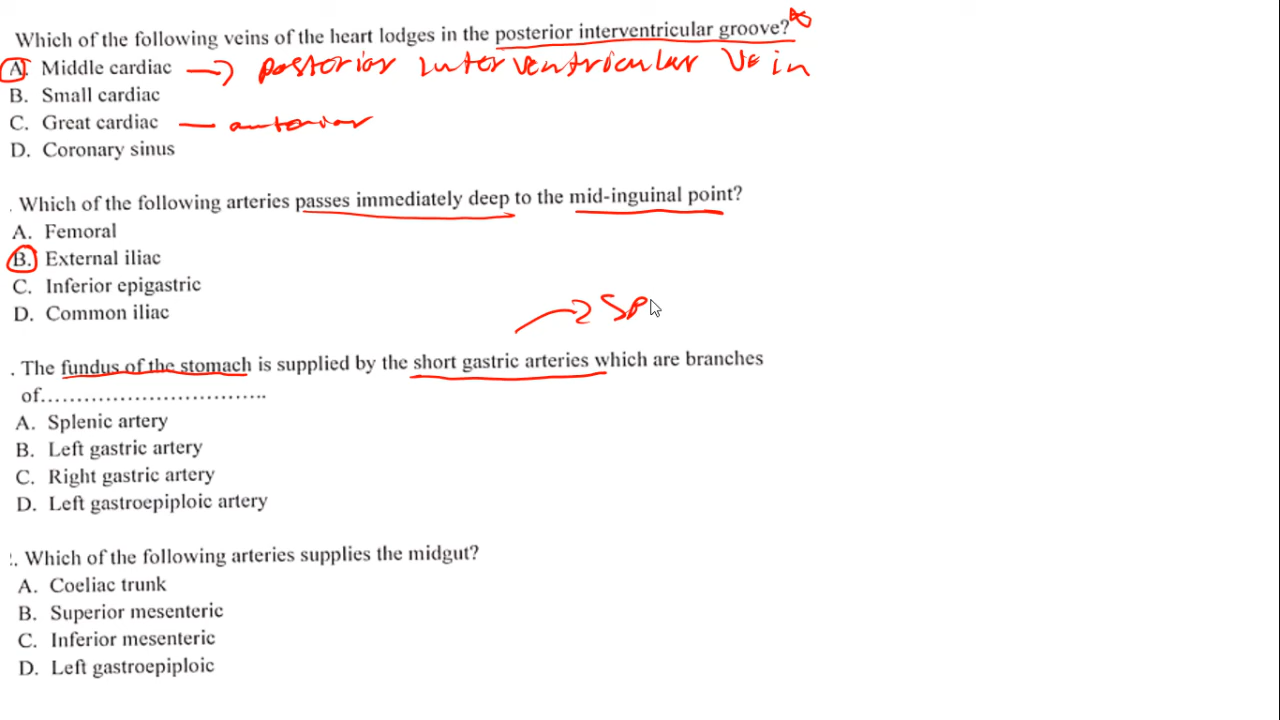 Which of the following veins of the heart lodges in the posterior interventricular groove?
A. Middle cardiac → posterior interventricular vein
B. Small cardiac
C. Great cardiac — anterior
D. Coronary sinus
. Which of the following arteries passes immediately deep to the mid-inguinal point?
A. Femoral
B. External iliac
C. Inferior epigastric
D. Common iliac
→ SP
. The fundus of the stomach is supplied by the short gastric arteries which are branches
of……………………………..
A. Splenic artery
B. Left gastric artery
C. Right gastric artery
D. Left gastroepiploic artery
. Which of the following arteries supplies the midgut?
A. Coeliac trunk
B. Superior mesenteric
C. Inferior mesenteric
D. Left gastroepiploic